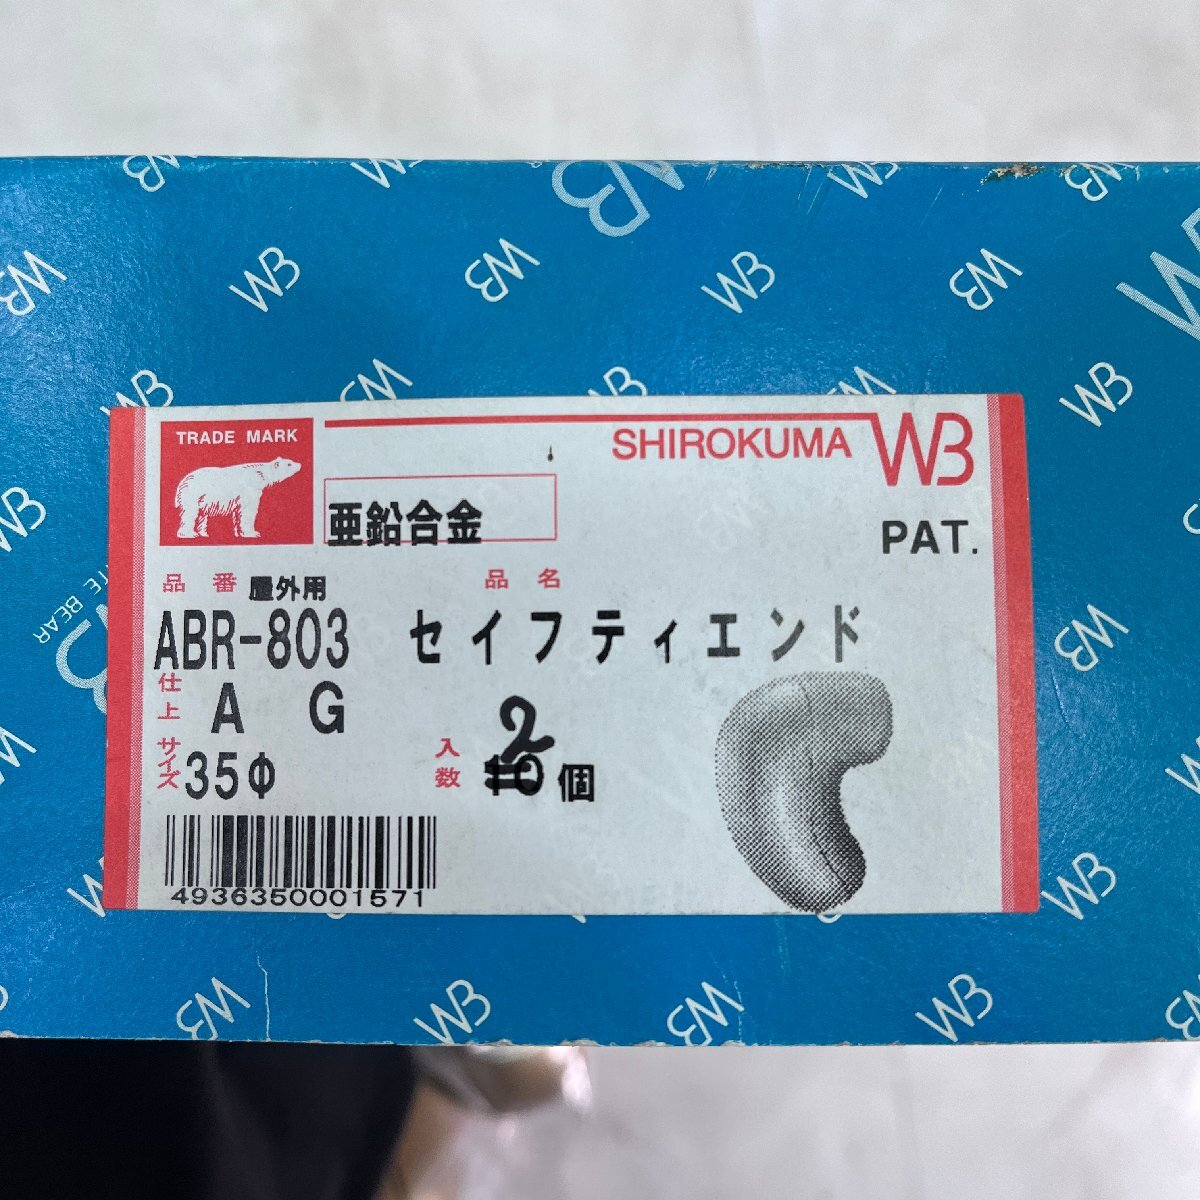 TRADE MARK
SHIROKUMA WB
亜鉛合金
PAT.
品番 屋外用 品名
ABR-803 セイフティエンド
仕上 A G
サイズ 35Φ 入数 10 2 個
4936350001571